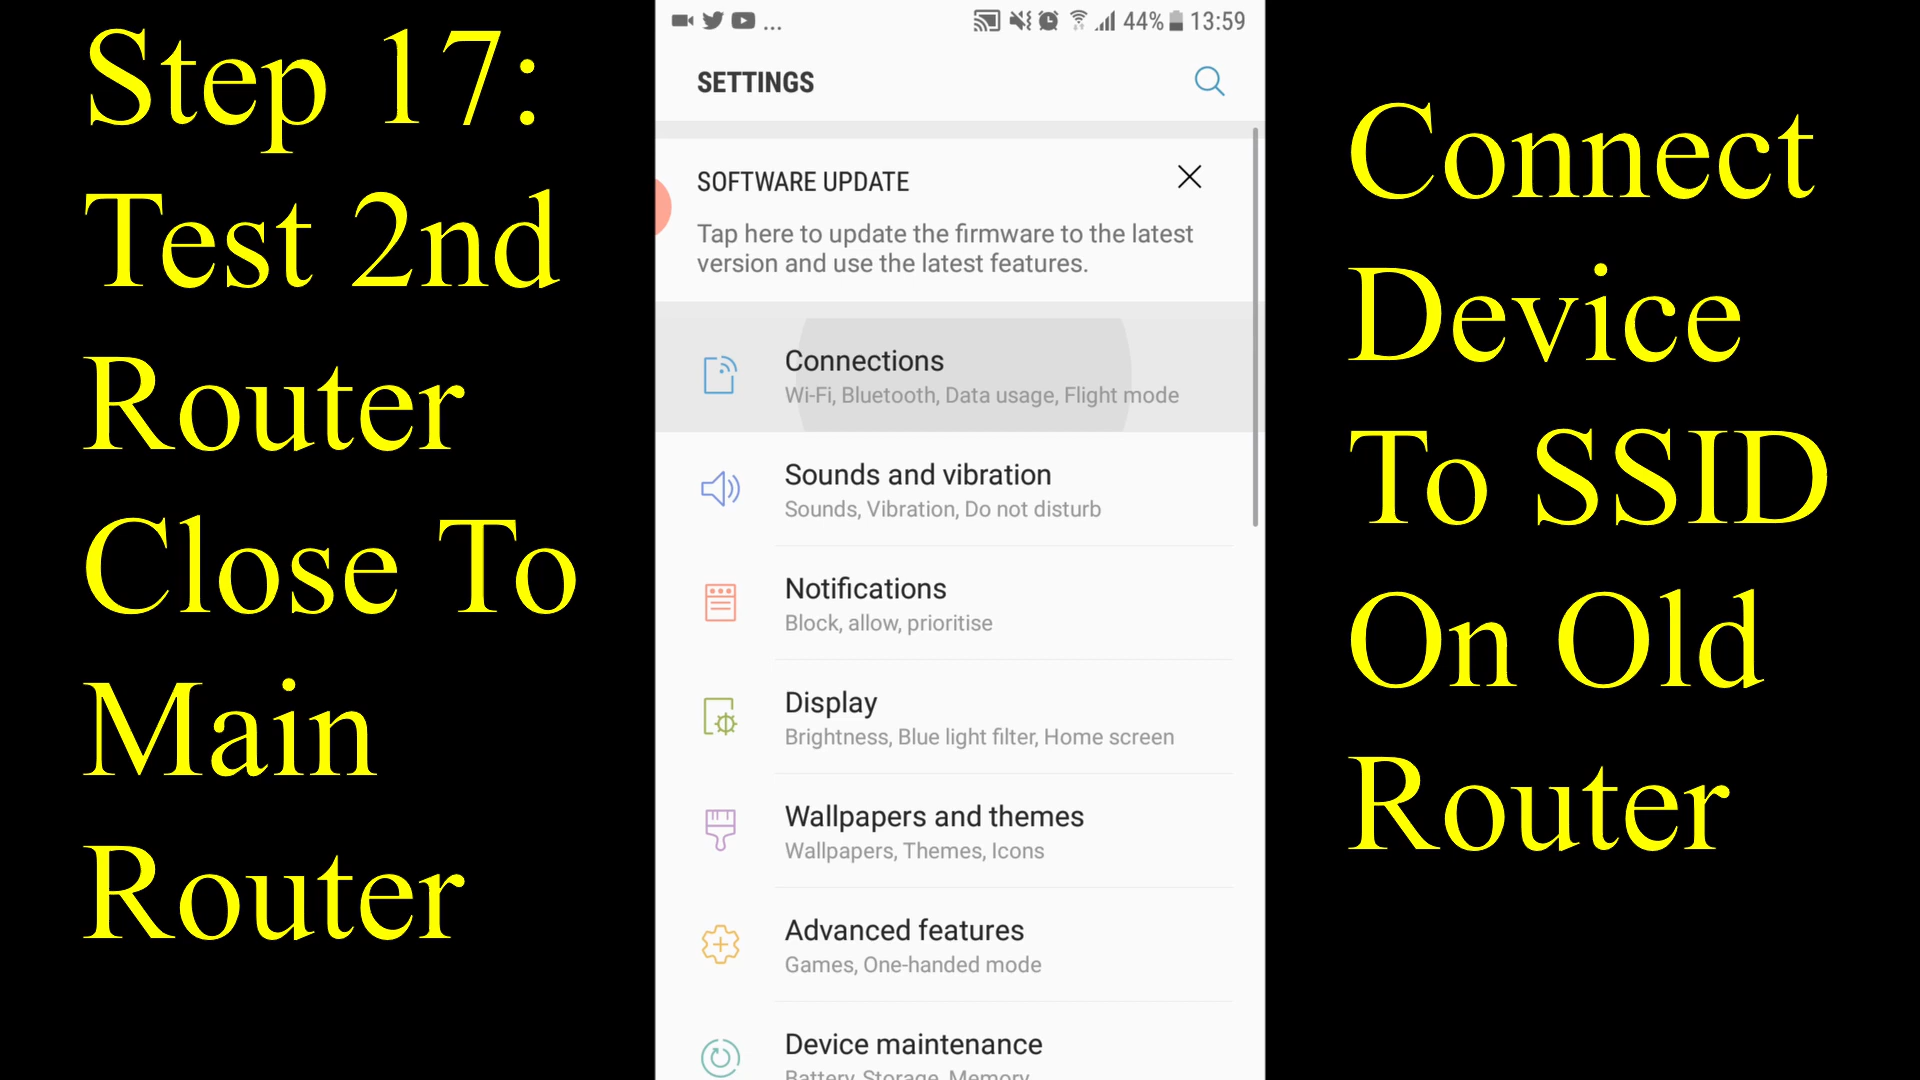 Step 17:
Test 2nd
Router
Close To
Main
Router
... 44% 13:59
SETTINGS
SOFTWARE UPDATE
Tap here to update the firmware to the latest
version and use the latest features.
Connections
Wi-Fi, Bluetooth, Data usage, Flight mode
Sounds and vibration
Sounds, Vibration, Do not disturb
Notifications
Block, allow, prioritise
Display
Brightness, Blue light filter, Home screen
Wallpapers and themes
Wallpapers, Themes, Icons
Advanced features
Games, One-handed mode
Device maintenance
Battery, Storage, Memory
Connect
Device
To SSID
On Old
Router